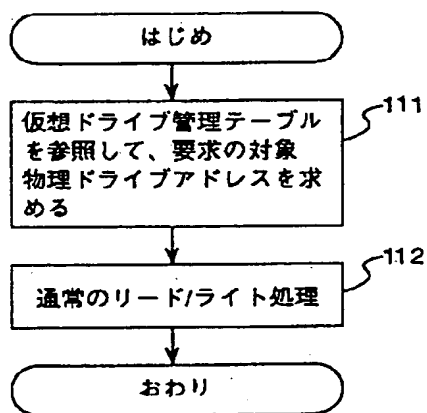 はじめ
仮想ドライブ管理テーブル
を参照して、要求の対象
物理ドライブアドレスを求
める
111
通常のリード/ライト処理
112
おわり